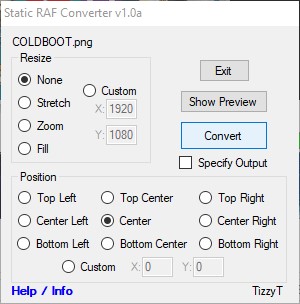 Static RAF Converter v1.0a
COLDBOOT.png
Resize
None
Custom
Stretch
X: 1920
Zoom
Y: 1080
Fill
Exit
Show Preview
Convert
Specify Output
Position
Top Left Top Center Top Right
Center Left Center Center Right
Bottom Left Bottom Center Bottom Right
Custom X: 0 Y: 0
Help / Info TizzyT